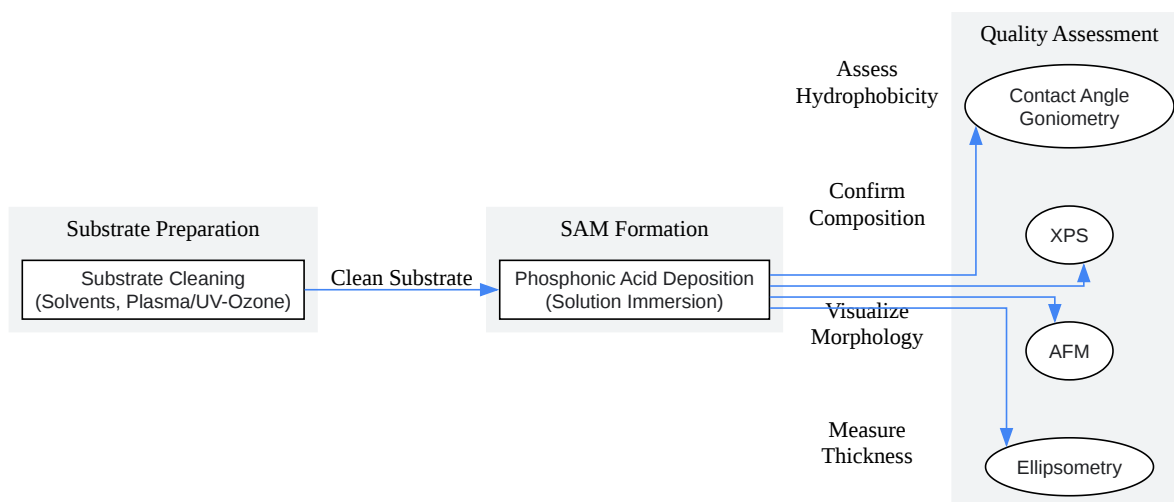 Quality Assessment
Assess
Hydrophobicity
Contact Angle
Goniometry
Confirm
Composition
Substrate Preparation
SAM Formation
XPS
Substrate Cleaning
(Solvents, Plasma/UV-Ozone)
Clean Substrate
Phosphonic Acid Deposition
(Solution Immersion)
Visualize
Morphology
AFM
Measure
Thickness
Ellipsometry